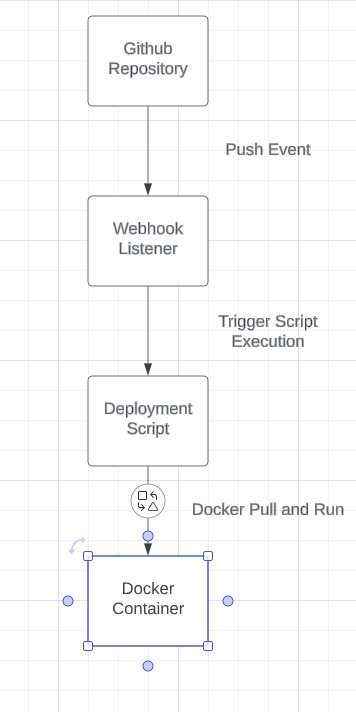 Github
Repository
Push Event
Webhook
Listener
Trigger Script
Execution
Deployment
Script
Docker Pull and Run
Docker
Container